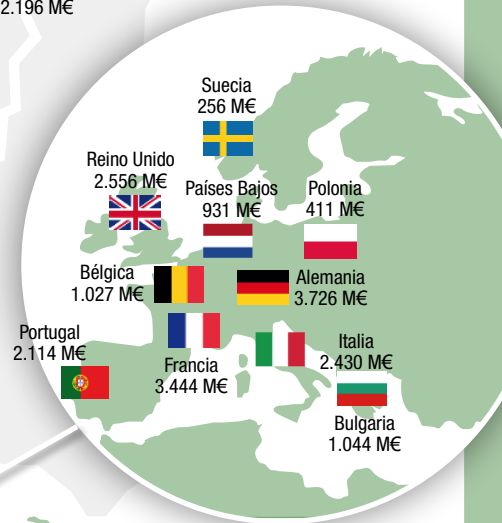 2.196 M€
Suecia
256 M€
Reino Unido
2.556 M€
Países Bajos
931 M€
Polonia
411 M€
Bélgica
1.027 M€
Alemania
3.726 M€
Portugal
2.114 M€
Francia
3.444 M€
Italia
2.430 M€
Bulgaria
1.044 M€